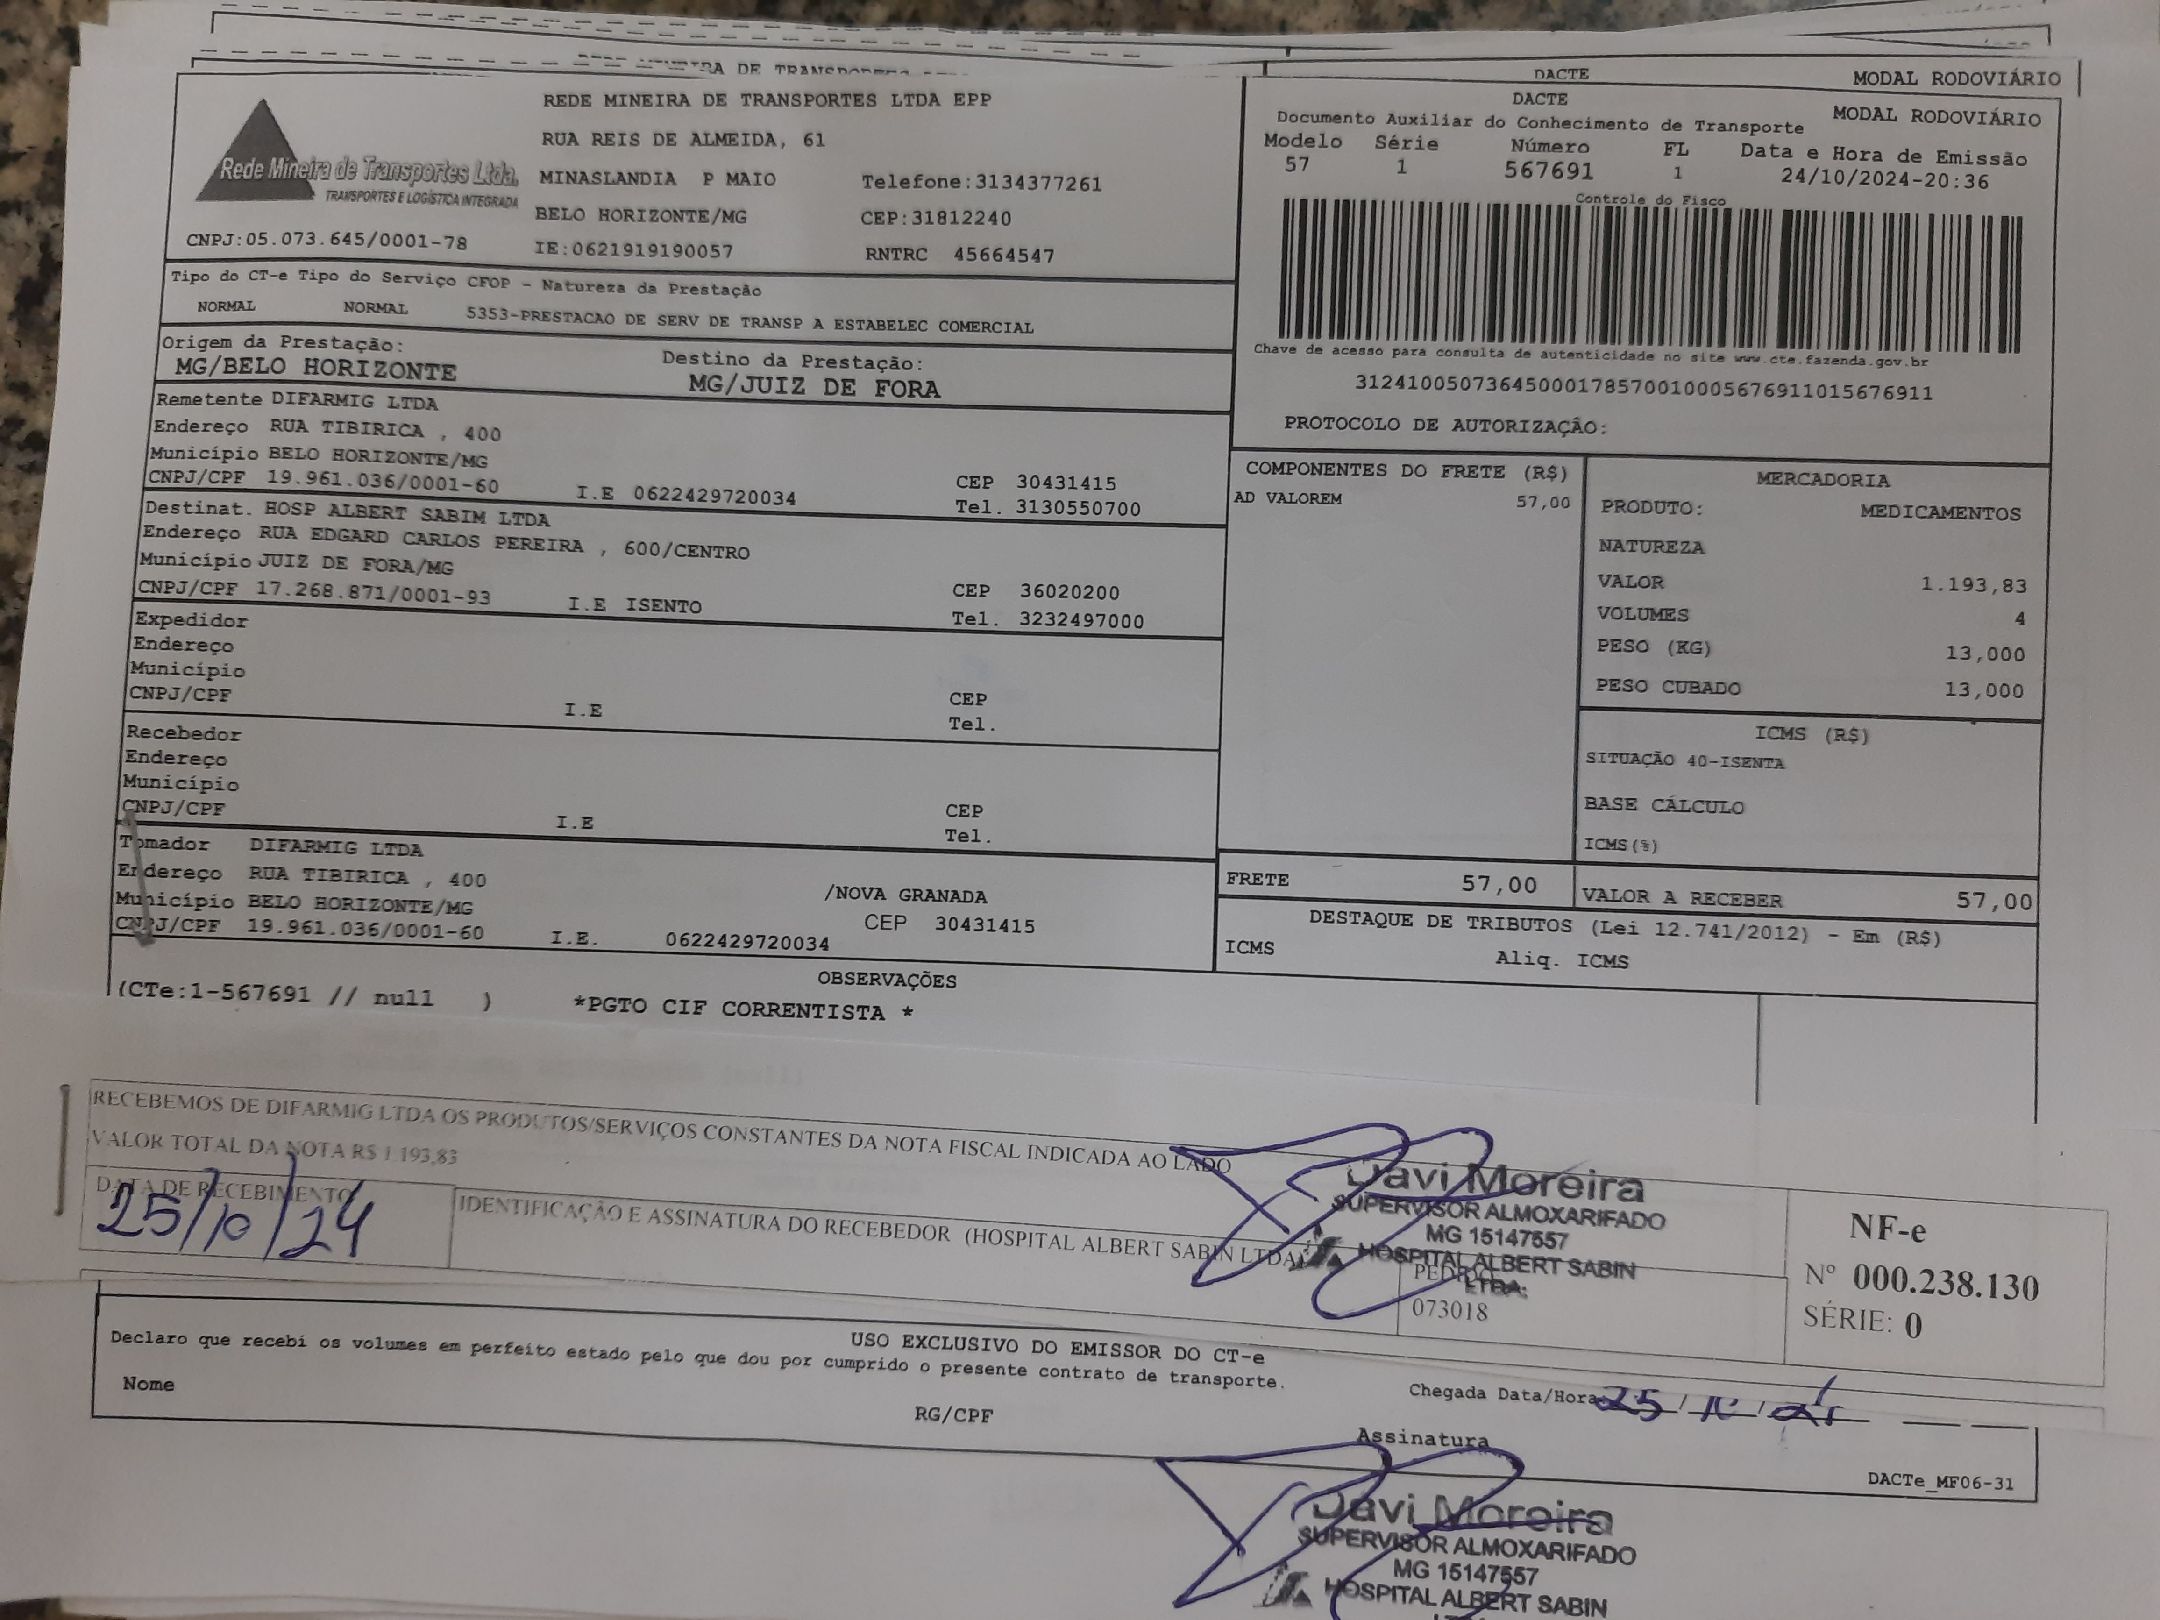 DACTE
MODAL RODOVIÁRIO
REDE MINEIRA DE TRANSPORTES LTDA EPP
RUA REIS DE ALMEIDA, 61
MINASLANDIA P MAIO Telefone:3134377261
BELO HORIZONTE/MG CEP:31812240
IE:0621919190057 RNTRC 45664547
Rede Mineira de Transportes Ltda.
TRANSPORTES E LOGÍSTICA INTEGRADA
CNPJ:05.073.645/0001-78
DACTE
MODAL RODOVIÁRIO
Documento Auxiliar do Conhecimento de Transporte
Modelo Série Número FL Data e Hora de Emissão
57 1 567691 1 24/10/2024-20:36
Controle do Fisco
Chave de acesso para consulta de autenticidade no site www.cte.fazenda.gov.br
31241005073645000178570010005676911015676911
PROTOCOLO DE AUTORIZAÇÃO:
Tipo do CT-e Tipo do Serviço CFOP - Natureza da Prestação
NORMAL NORMAL 5353-PRESTACAO DE SERV DE TRANSP A ESTABELEC COMERCIAL
Origem da Prestação: Destino da Prestação:
MG/BELO HORIZONTE MG/JUIZ DE FORA
Remetente DIFARMIG LTDA
Endereço RUA TIBIRICA , 400
Município BELO HORIZONTE/MG CEP 30431415
CNPJ/CPF 19.961.036/0001-60 I.E 0622429720034 Tel. 3130550700
Destinat. HOSP ALBERT SABIM LTDA
Endereço RUA EDGARD CARLOS PEREIRA , 600/CENTRO
Município JUIZ DE FORA/MG CEP 36020200
CNPJ/CPF 17.268.871/0001-93 I.E ISENTO Tel. 3232497000
Expedidor
Endereço
Município CEP
CNPJ/CPF I.E Tel.
Recebedor
Endereço
Município CEP
CNPJ/CPF I.E Tel.
Tomador DIFARMIG LTDA
Endereço RUA TIBIRICA , 400 /NOVA GRANADA
Município BELO HORIZONTE/MG CEP 30431415
CNPJ/CPF 19.961.036/0001-60 I.E. 0622429720034
COMPONENTES DO FRETE (R$)
AD VALOREM 57,00
MERCADORIA
PRODUTO: MEDICAMENTOS
NATUREZA
VALOR 1.193,83
VOLUMES 4
PESO (KG) 13,000
PESO CUBADO 13,000
ICMS (R$)
SITUAÇÃO 40-ISENTA
BASE CÁLCULO
ICMS(%)
FRETE 57,00 VALOR A RECEBER 57,00
DESTAQUE DE TRIBUTOS (Lei 12.741/2012) - Em (R$)
ICMS Aliq. ICMS
OBSERVAÇÕES
(CTe:1-567691 // null ) *PGTO CIF CORRENTISTA *
RECEBEMOS DE DIFARMIG LTDA OS PRODUTOS/SERVIÇOS CONSTANTES DA NOTA FISCAL INDICADA AO LADO
VALOR TOTAL DA NOTA R$ 1.193,83
DATA DE RECEBIMENTO
25/10/24
IDENTIFICAÇÃO E ASSINATURA DO RECEBEDOR (HOSPITAL ALBERT SABIN LTDA)
Davi Moreira
SUPERVISOR ALMOXARIFADO
MG 15147557
HOSPITAL ALBERT SABIN
LTDA:
PEDIDO
073018
NF-e
Nº 000.238.130
SÉRIE: 0
USO EXCLUSIVO DO EMISSOR DO CT-e
Declaro que recebi os volumes em perfeito estado pelo que dou por cumprido o presente contrato de transporte.
Nome RG/CPF
Chegada Data/Hora 25/10/24
Assinatura
DACTe_MF06-31
Davi Moreira
SUPERVISOR ALMOXARIFADO
MG 15147557
HOSPITAL ALBERT SABIN